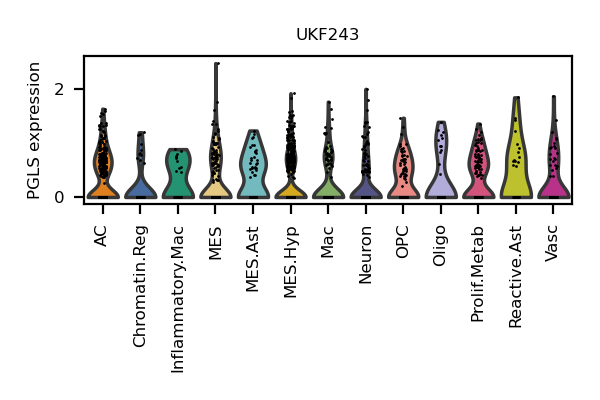 UKF243
PGLS expression
2
0
AC
Chromatin.Reg
Inflammatory.Mac
MES
MES.Ast
MES.Hyp
Mac
Neuron
OPC
Oligo
Prolif.Metab
Reactive.Ast
Vasc